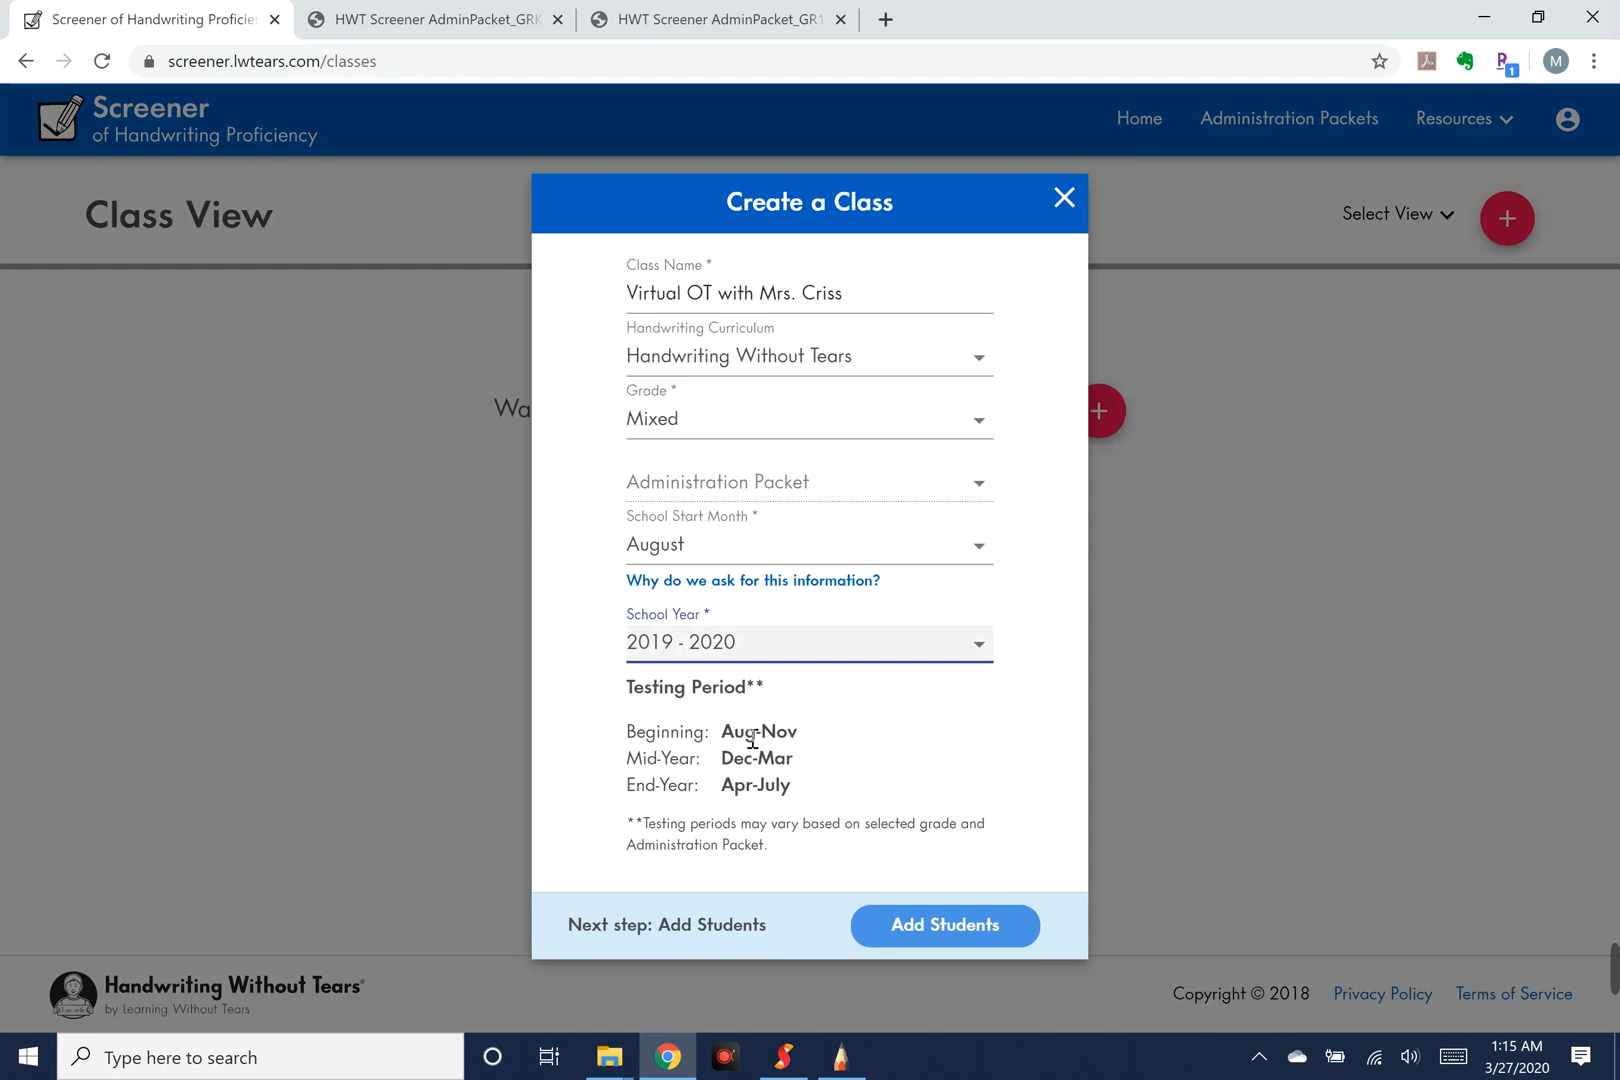 Screener of Handwriting Proficien
HWT Screener AdminPacket_GRK
HWT Screener AdminPacket_GR1
screener.lwtears.com/classes
M
1
Screener
of Handwriting Proficiency
Home
Administration Packets
Resources
Class View
Select View
Create a Class
Class Name *
Virtual OT with Mrs. Criss
Handwriting Curriculum
Handwriting Without Tears
Grade *
Mixed
Wa
Administration Packet
School Start Month *
August
Why do we ask for this information?
School Year *
2019 - 2020
Testing Period**
Beginning: Aug-Nov
Mid-Year: Dec-Mar
End-Year: Apr-July
**Testing periods may vary based on selected grade and
Administration Packet.
Next step: Add Students
Add Students
Handwriting Without Tears®
by Learning Without Tears
Copyright © 2018
Privacy Policy
Terms of Service
Type here to search
1:15 AM
3/27/2020